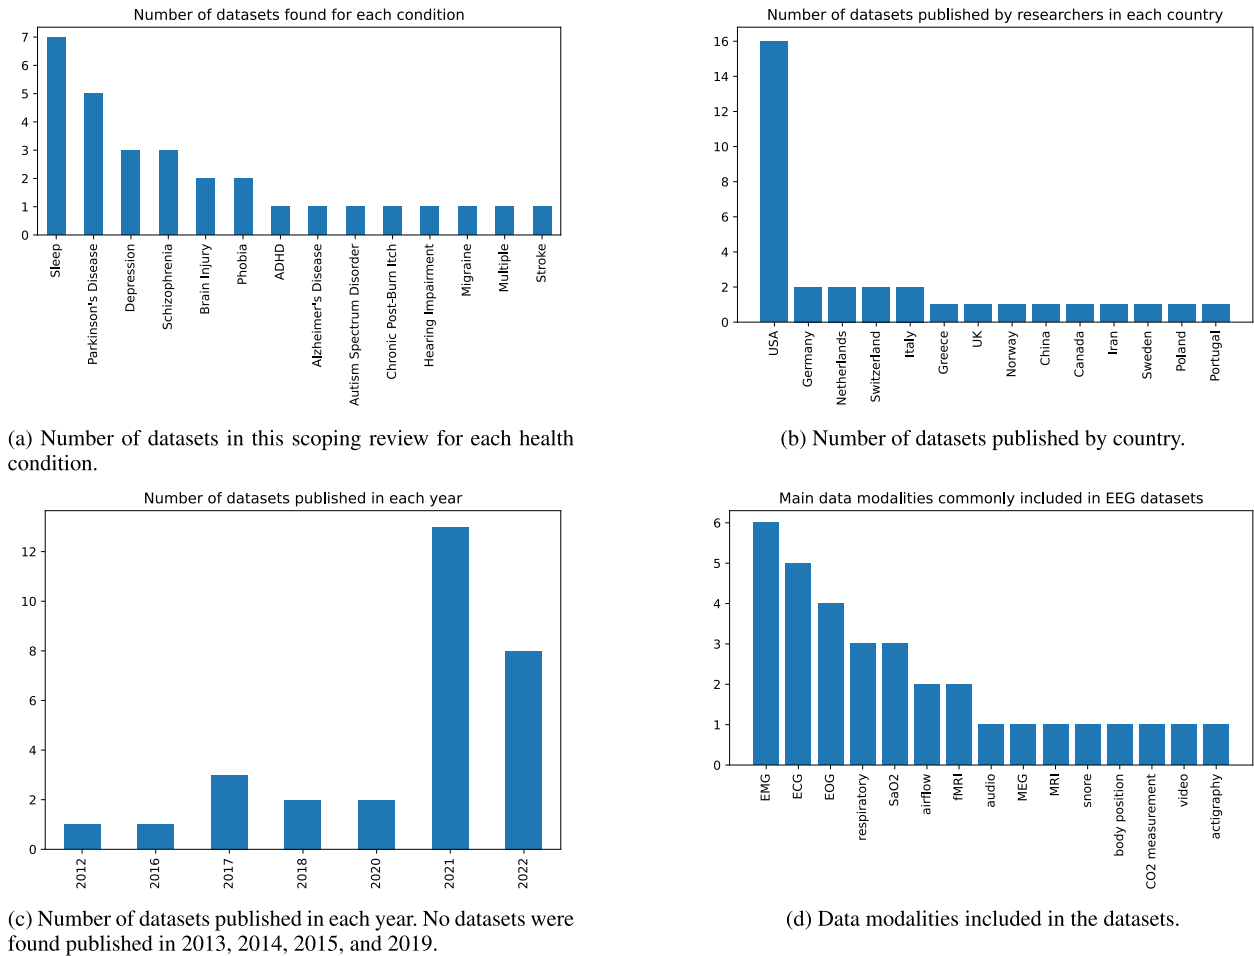 Number of datasets found for each condition
7
6
5
4
3
2
1
0
Sleep
Parkinson's Disease
Depression
Schizophrenia
Brain Injury
Phobia
ADHD
Alzheimer's Disease
Autism Spectrum Disorder
Chronic Post-Burn Itch
Hearing Impairment
Migraine
Multiple
Stroke
(a) Number of datasets in this scoping review for each health
condition.
Number of datasets published by researchers in each country
16
14
12
10
8
6
4
2
0
USA
Germany
Netherlands
Switzerland
Italy
Greece
UK
Norway
China
Canada
Iran
Sweden
Poland
Portugal
(b) Number of datasets published by country.
Number of datasets published in each year
12
10
8
6
4
2
0
2012
2016
2017
2018
2020
2021
2022
(c) Number of datasets published in each year. No datasets were
found published in 2013, 2014, 2015, and 2019.
Main data modalities commonly included in EEG datasets
6
5
4
3
2
1
0
EMG
ECG
EOG
respiratory
SaO2
airflow
fMRI
audio
MEG
MRI
snore
body position
CO2 measurement
video
actigraphy
(d) Data modalities included in the datasets.